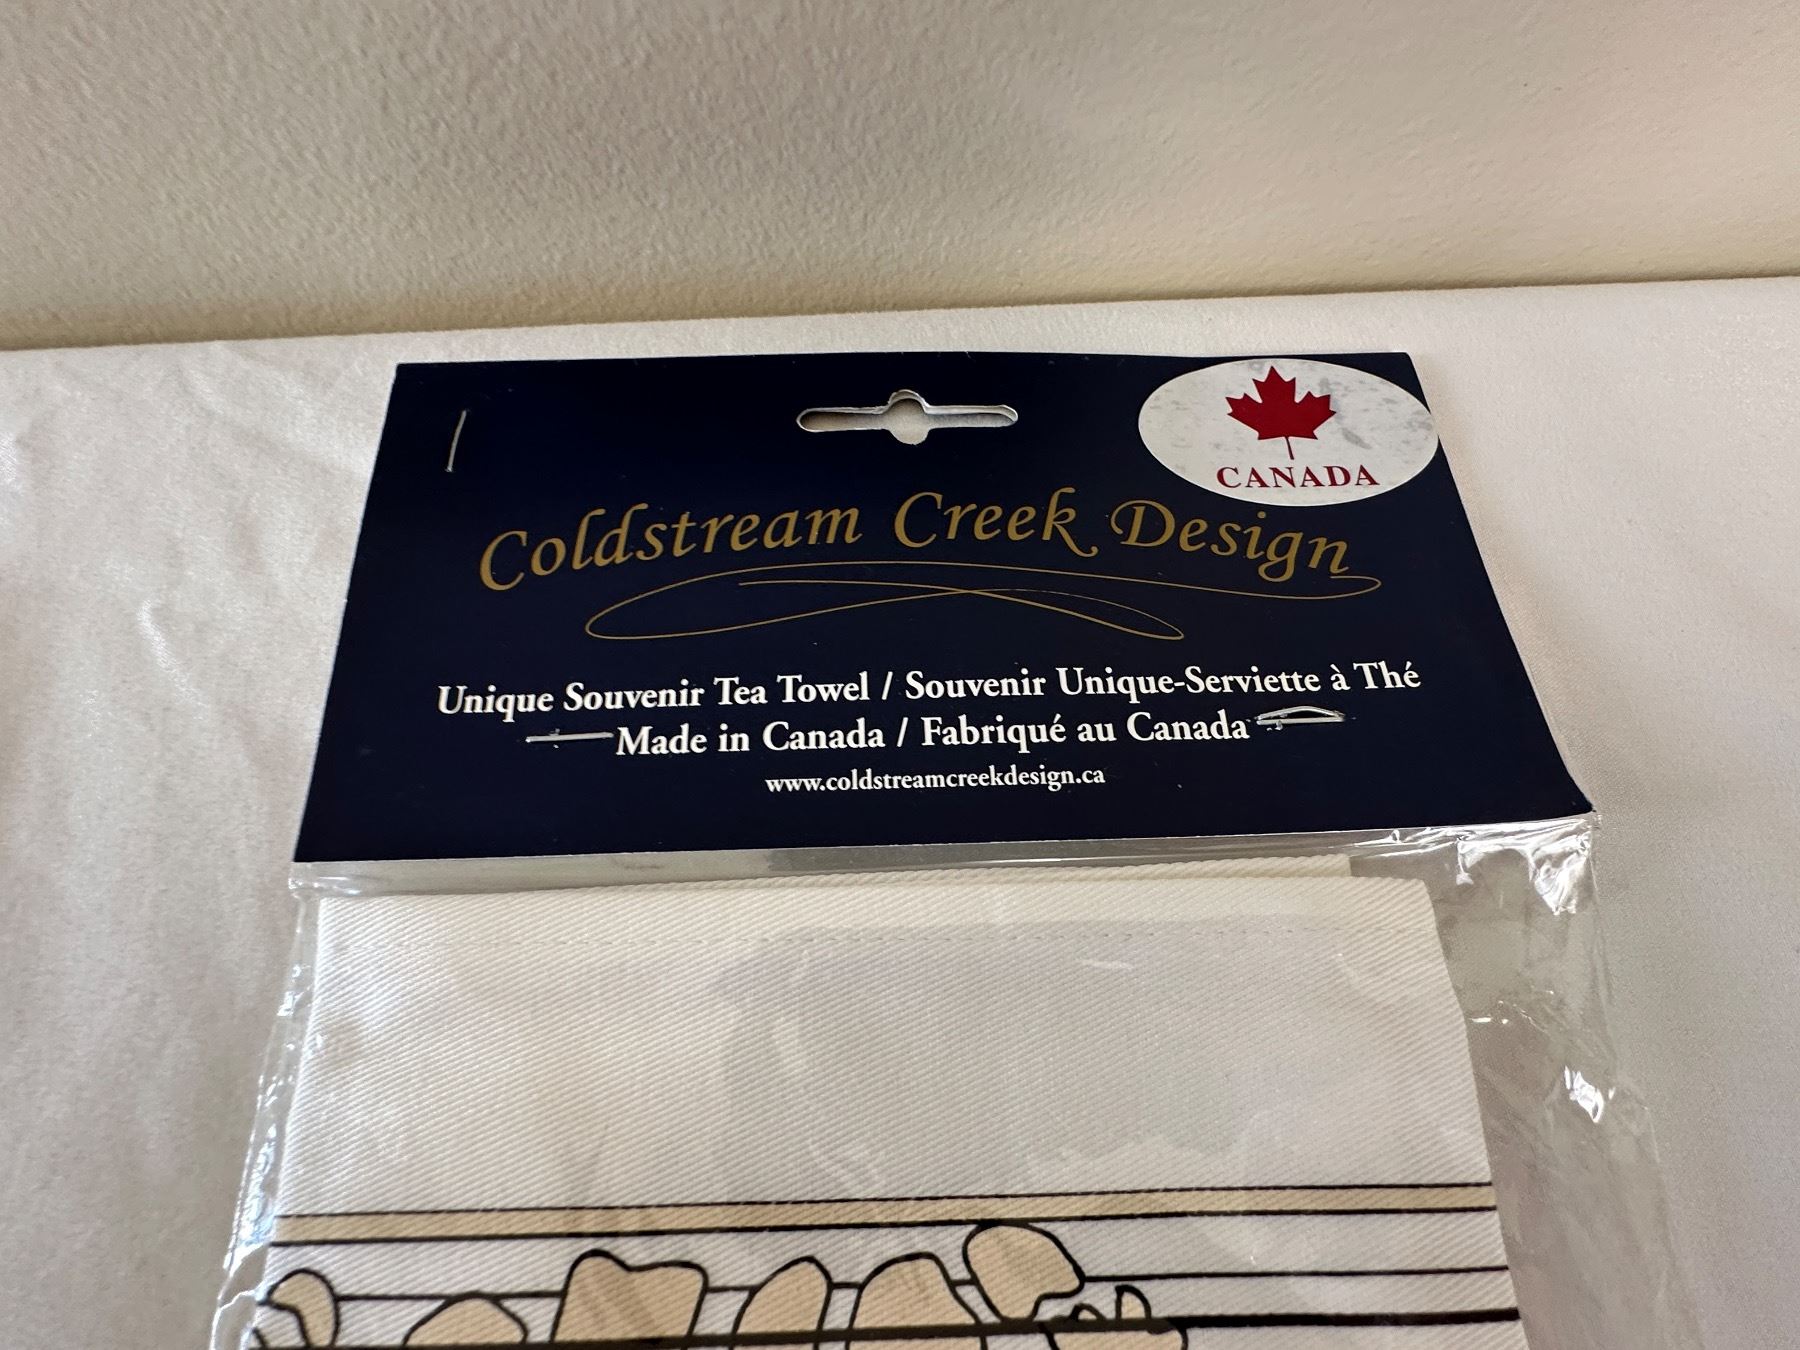 CANADA
Coldstream Creek Design
Unique Souvenir Tea Towel / Souvenir Unique-Serviette à Thé
Made in Canada / Fabriqué au Canada
www.coldstreamcreekdesign.ca